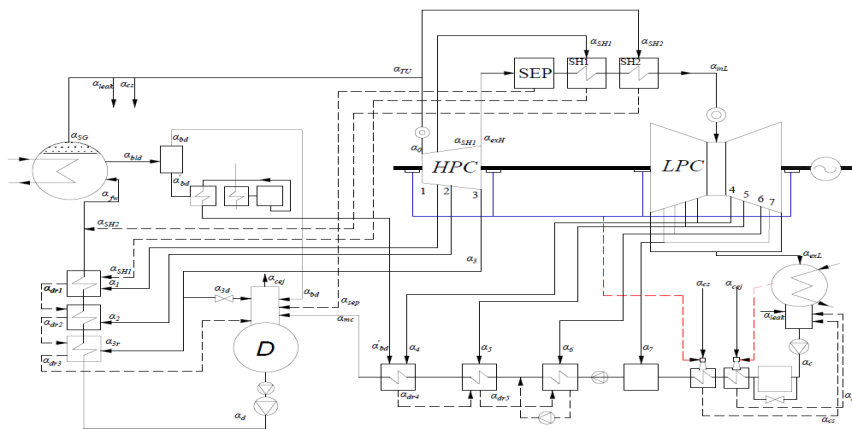 α_SH1
α_SH2
α_leak
α_cs
α_TU
SEP
SH1
SH2
α_inL
α_SG
α_bd
α_bld
α_0
α_SH1
α_exH
HPC
LPC
α'_bd
α_fw
1
2
3
4
5
6
7
α_SH2
α_3
α_exL
α_SH1
α_1
α_dr1
α_3d
α_cej
α_bd
α_sep
α_cs
α_cej
α_leak
α_2
α_dr2
α_mc
α_3r
D
α'_bd
α_4
α_5
α_6
α_7
α_c
α_dr3
α_dr4
α_dr5
α_cs
α_d